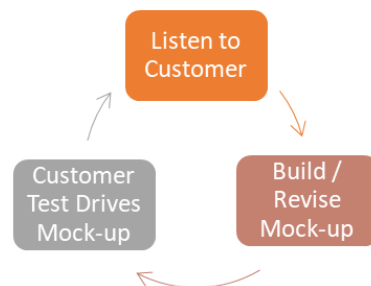 Listen to
Customer
Build /
Revise
Mock-up
Customer
Test Drives
Mock-up